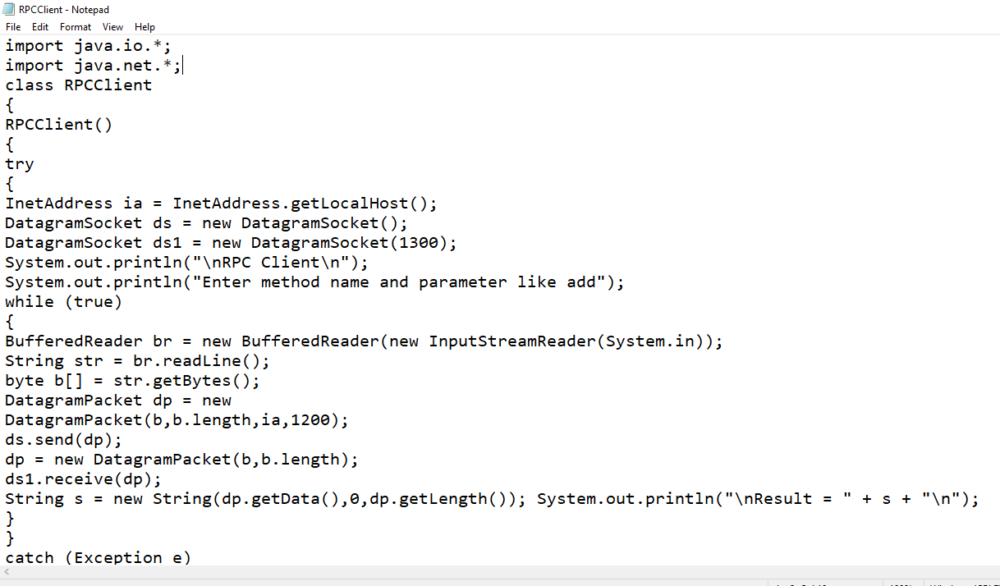 RPCClient - Notepad
File Edit Format View Help
import java.io.*;
import java.net.*;
class RPCClient
{
RPCClient()
{
try
{
InetAddress ia = InetAddress.getLocalHost();
DatagramSocket ds = new DatagramSocket();
DatagramSocket ds1 = new DatagramSocket(1300);
System.out.println("\nRPC Client\n");
System.out.println("Enter method name and parameter like add");
while (true)
{
BufferedReader br = new BufferedReader(new InputStreamReader(System.in));
String str = br.readLine();
byte b[] = str.getBytes();
DatagramPacket dp = new
DatagramPacket(b,b.length,ia,1200);
ds.send(dp);
dp = new DatagramPacket(b,b.length);
ds1.receive(dp);
String s = new String(dp.getData(),0,dp.getLength()); System.out.println("\nResult = " + s + "\n");
}
}
catch (Exception e)